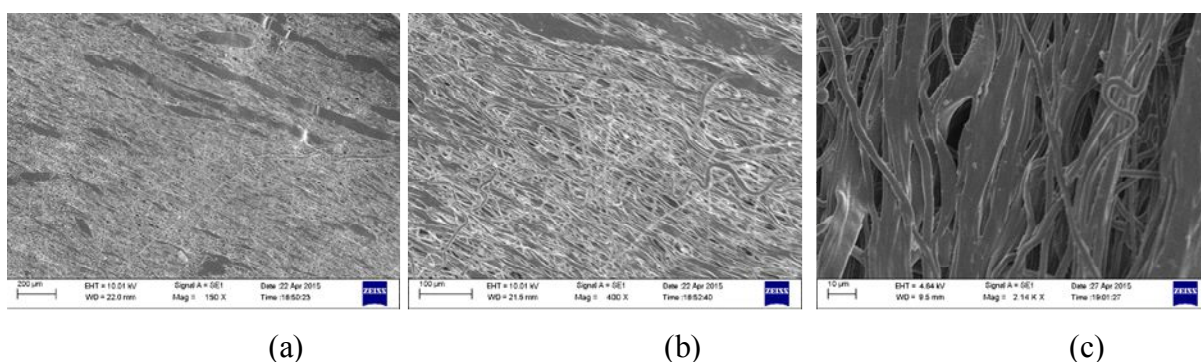 200 µm
EHT = 10.01 kV
Signal A = SE1
Date :22 Apr 2015
WD = 22.0 mm
Mag = 150 X
Time :18:50:23
ZEISS
100 µm
EHT = 10.01 kV
Signal A = SE1
Date :22 Apr 2015
WD = 21.5 mm
Mag = 400 X
Time :18:52:40
ZEISS
10 µm
EHT = 4.64 kV
Signal A = SE1
Date :27 Apr 2015
WD = 9.5 mm
Mag = 2.14 K X
Time :19:01:27
ZEISS
(a)
(b)
(c)